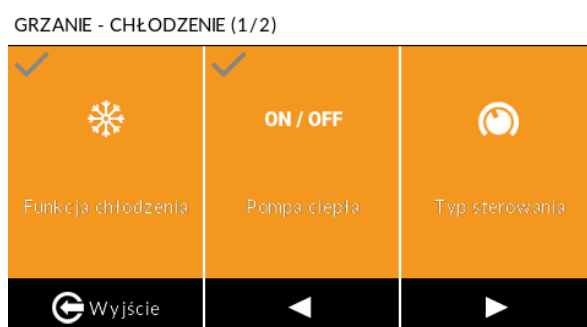 GRZANIE - CHŁODZENIE (1/2)
ON / OFF
Funkcja chłodzenia
Pompa ciepła
Typ sterowania
Wyjście